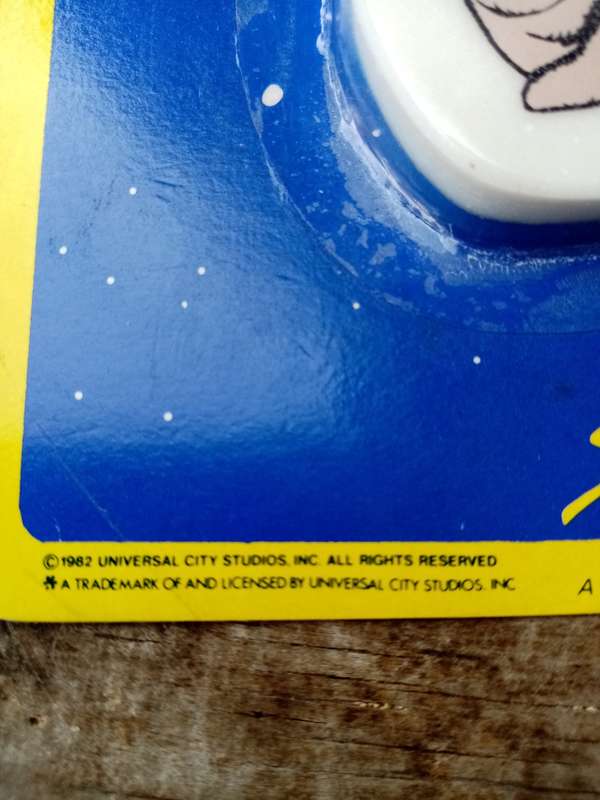 ©1982 UNIVERSAL CITY STUDIOS, INC. ALL RIGHTS RESERVED
* A TRADEMARK OF AND LICENSED BY UNIVERSAL CITY STUDIOS. INC
A